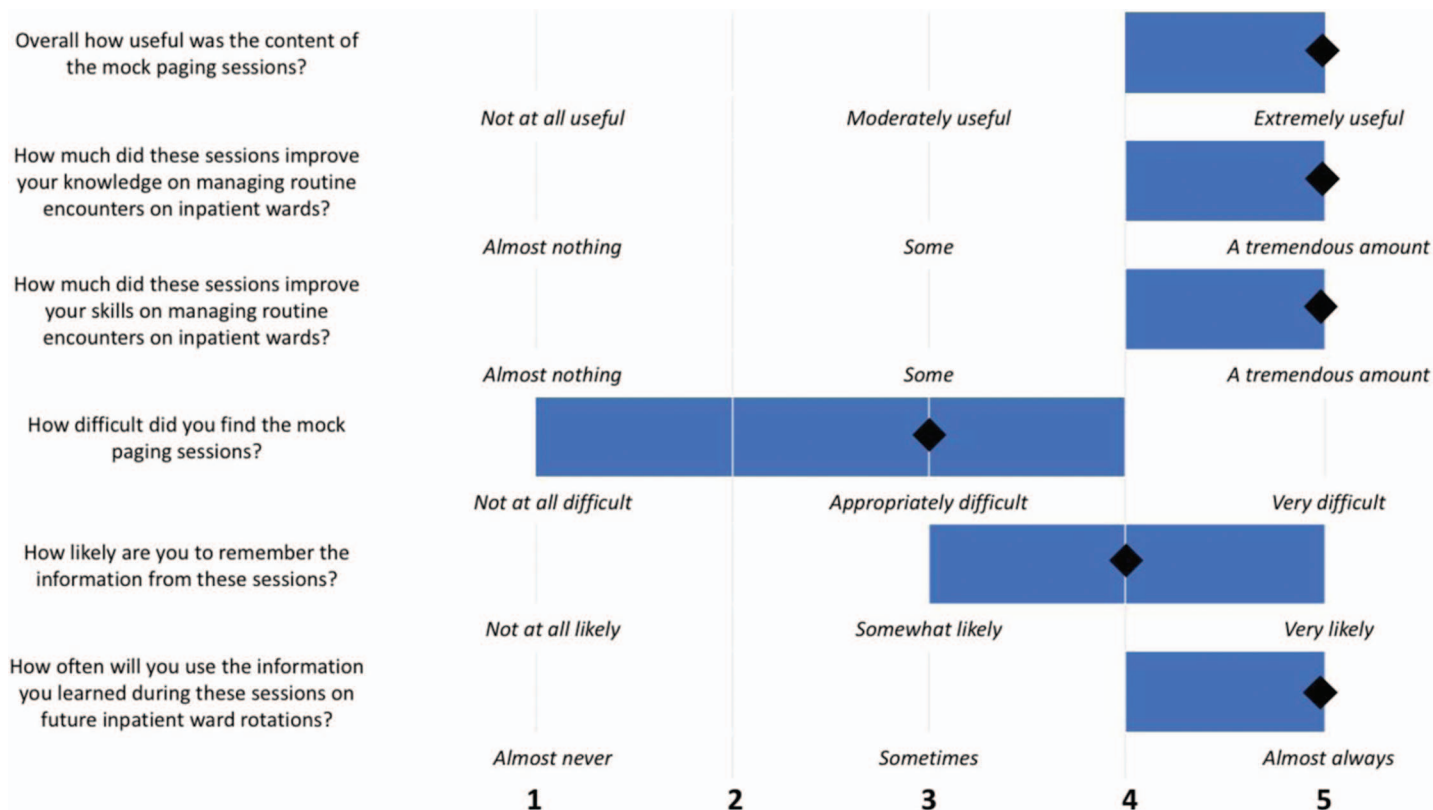 Overall how useful was the content of
the mock paging sessions?
Not at all useful Moderately useful Extremely useful
How much did these sessions improve
your knowledge on managing routine
encounters on inpatient wards?
Almost nothing Some A tremendous amount
How much did these sessions improve
your skills on managing routine
encounters on inpatient wards?
Almost nothing Some A tremendous amount
How difficult did you find the mock
paging sessions?
Not at all difficult Appropriately difficult Very difficult
How likely are you to remember the
information from these sessions?
Not at all likely Somewhat likely Very likely
How often will you use the information
you learned during these sessions on
future inpatient ward rotations?
Almost never Sometimes Almost always
1 2 3 4 5